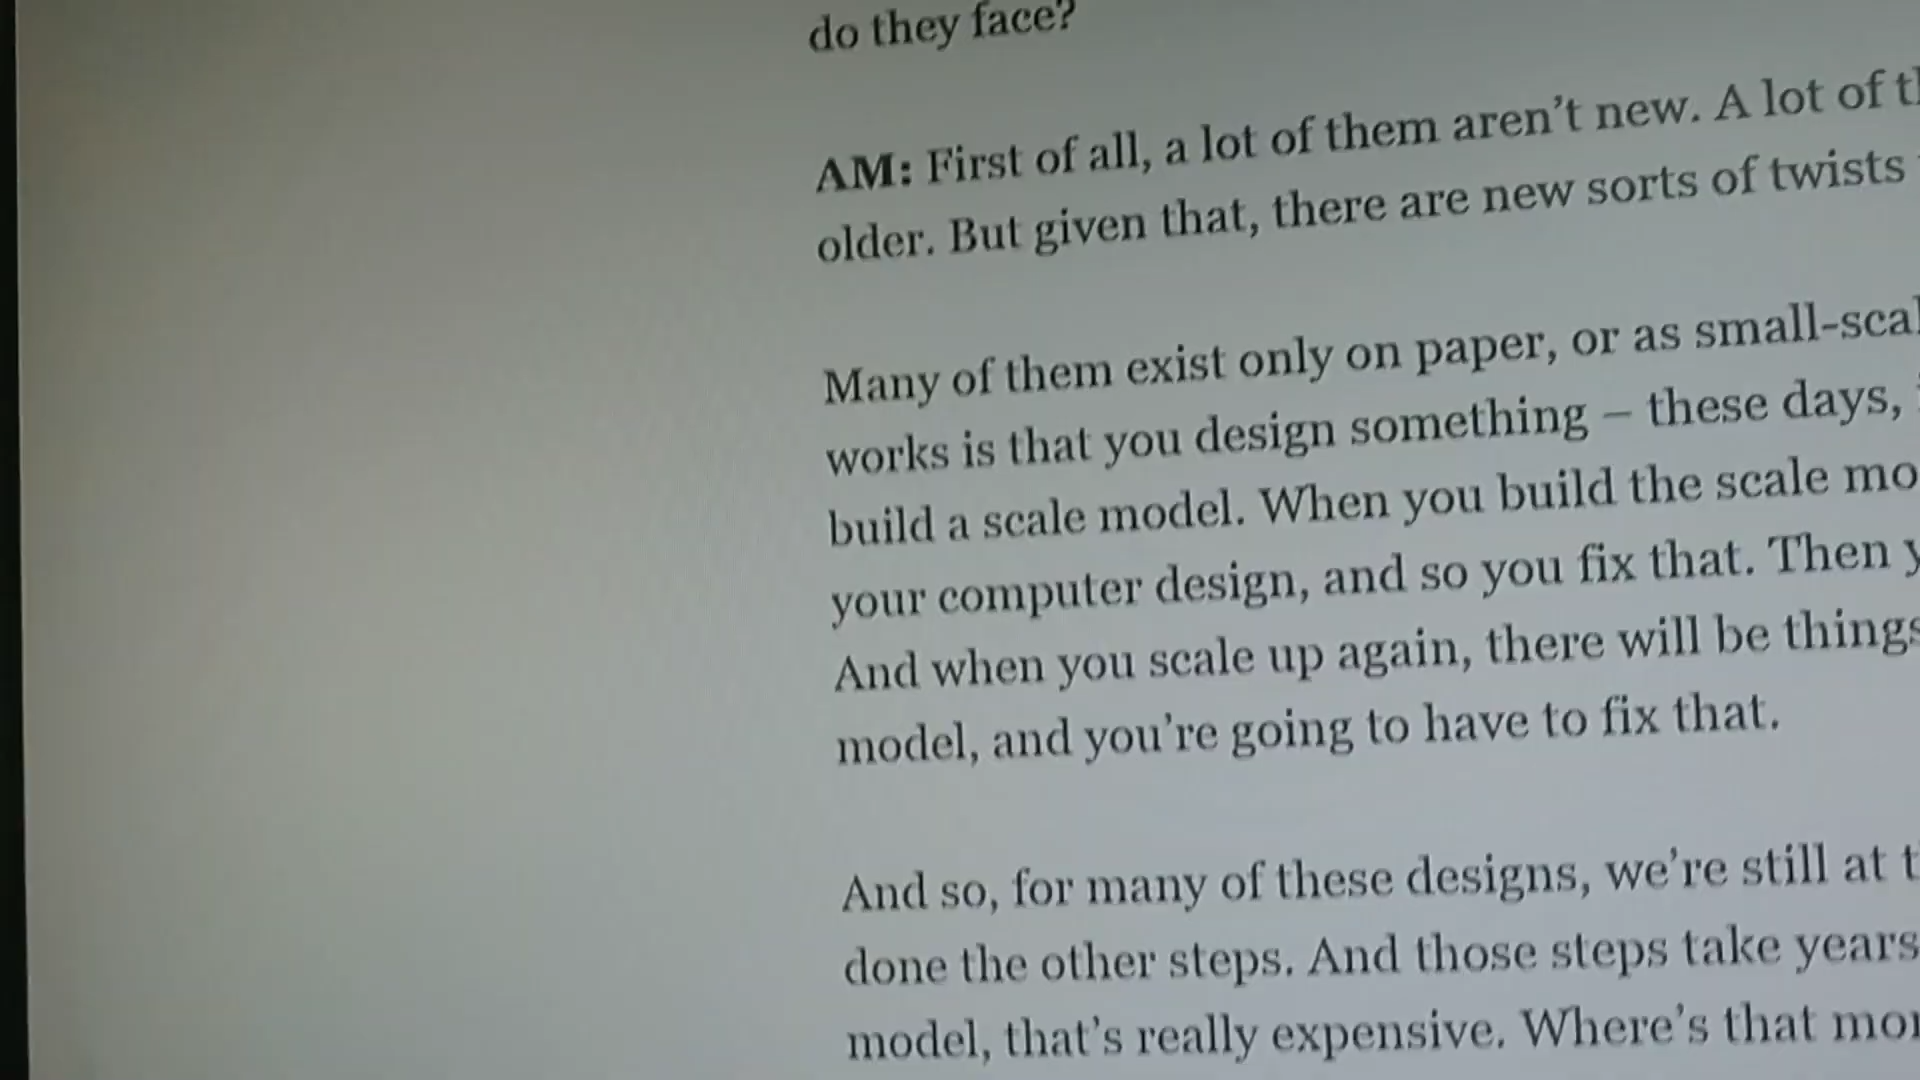 do they face?
AM: First of all, a lot of them aren’t new. A lot of
older. But given that, there are new sorts of twists
Many of them exist only on paper, or as
works is that you design something – these days,
build a scale model. When you build the scale
your computer design, and so you fix that. Then
And when you scale up again, there will be things
model, and you’re going to have to fix that.
And so, for many of these designs, we’re still at
done the other steps. And those steps take years
model, that’s really expensive. Where’s that